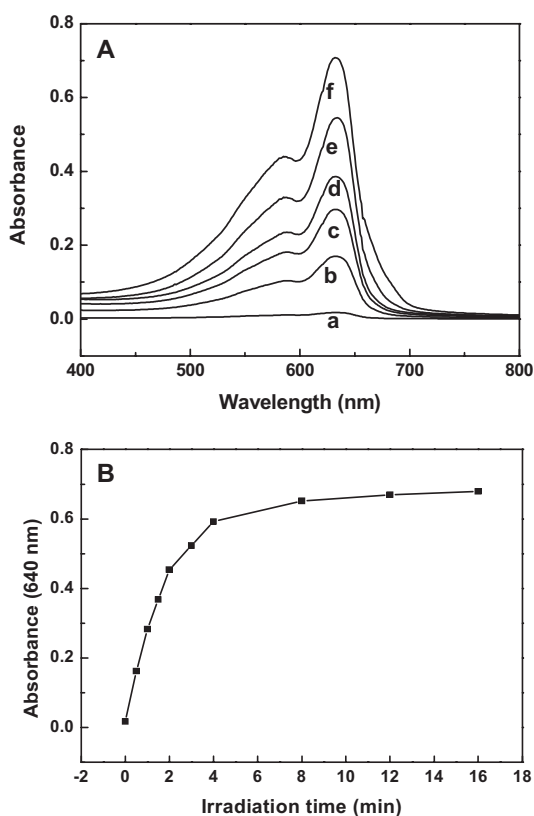 A
0.8
0.6
0.4
0.2
0.0
Absorbance
f
e
d
c
b
a
400 500 600 700 800
Wavelength (nm)
B
0.8
0.6
0.4
0.2
0.0
Absorbance (640 nm)
-2 0 2 4 6 8 10 12 14 16 18
Irradiation time (min)